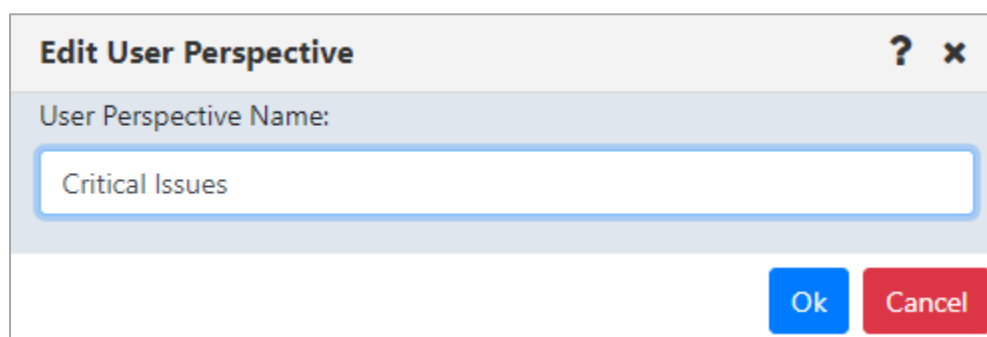 Edit User Perspective ? ×
User Perspective Name:
Critical Issues
Ok Cancel